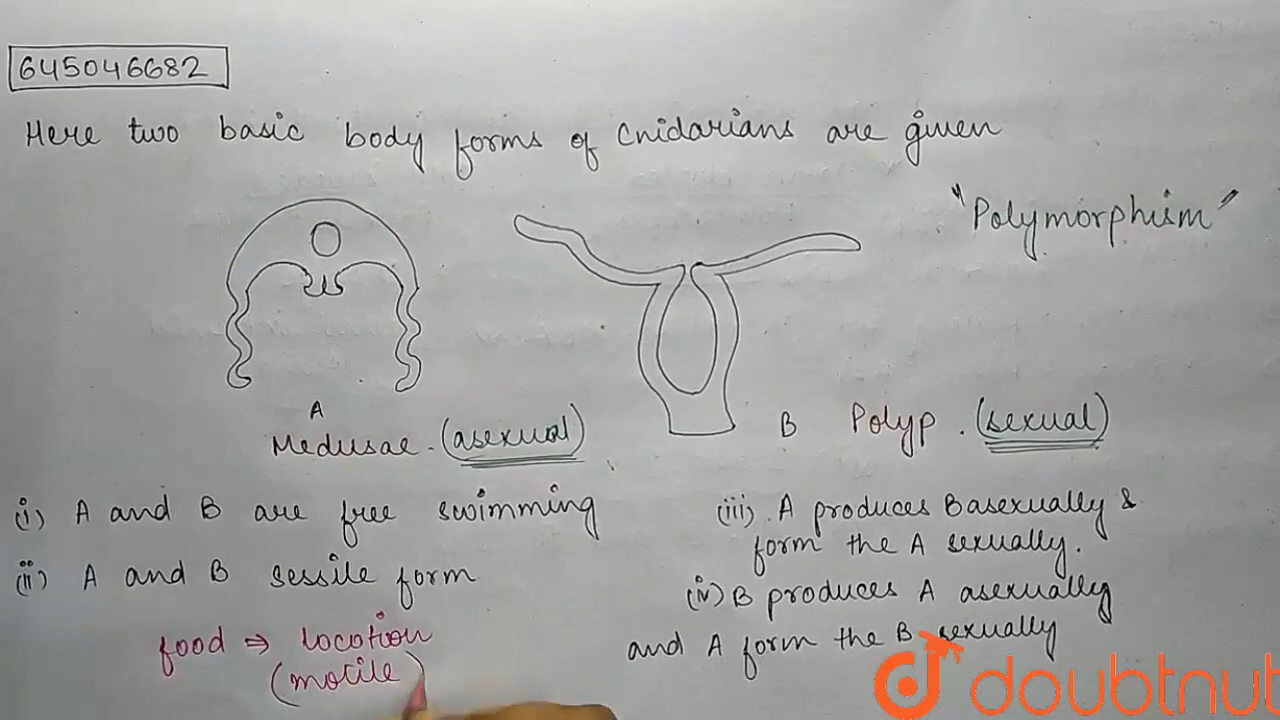 645046682
Here two basic body forms of Cnidarians are given
"Polymorphism"
A
Medusae - (asexual)
B Polyp . (sexual)
(i) A and B are free swimming
(ii) A and B sessile form
(iii) . A produces B asexually &
form the A sexually.
(iv) B produces A asexually
and A form the B sexually
food ⇒ locotion
(motile)
doubtnut